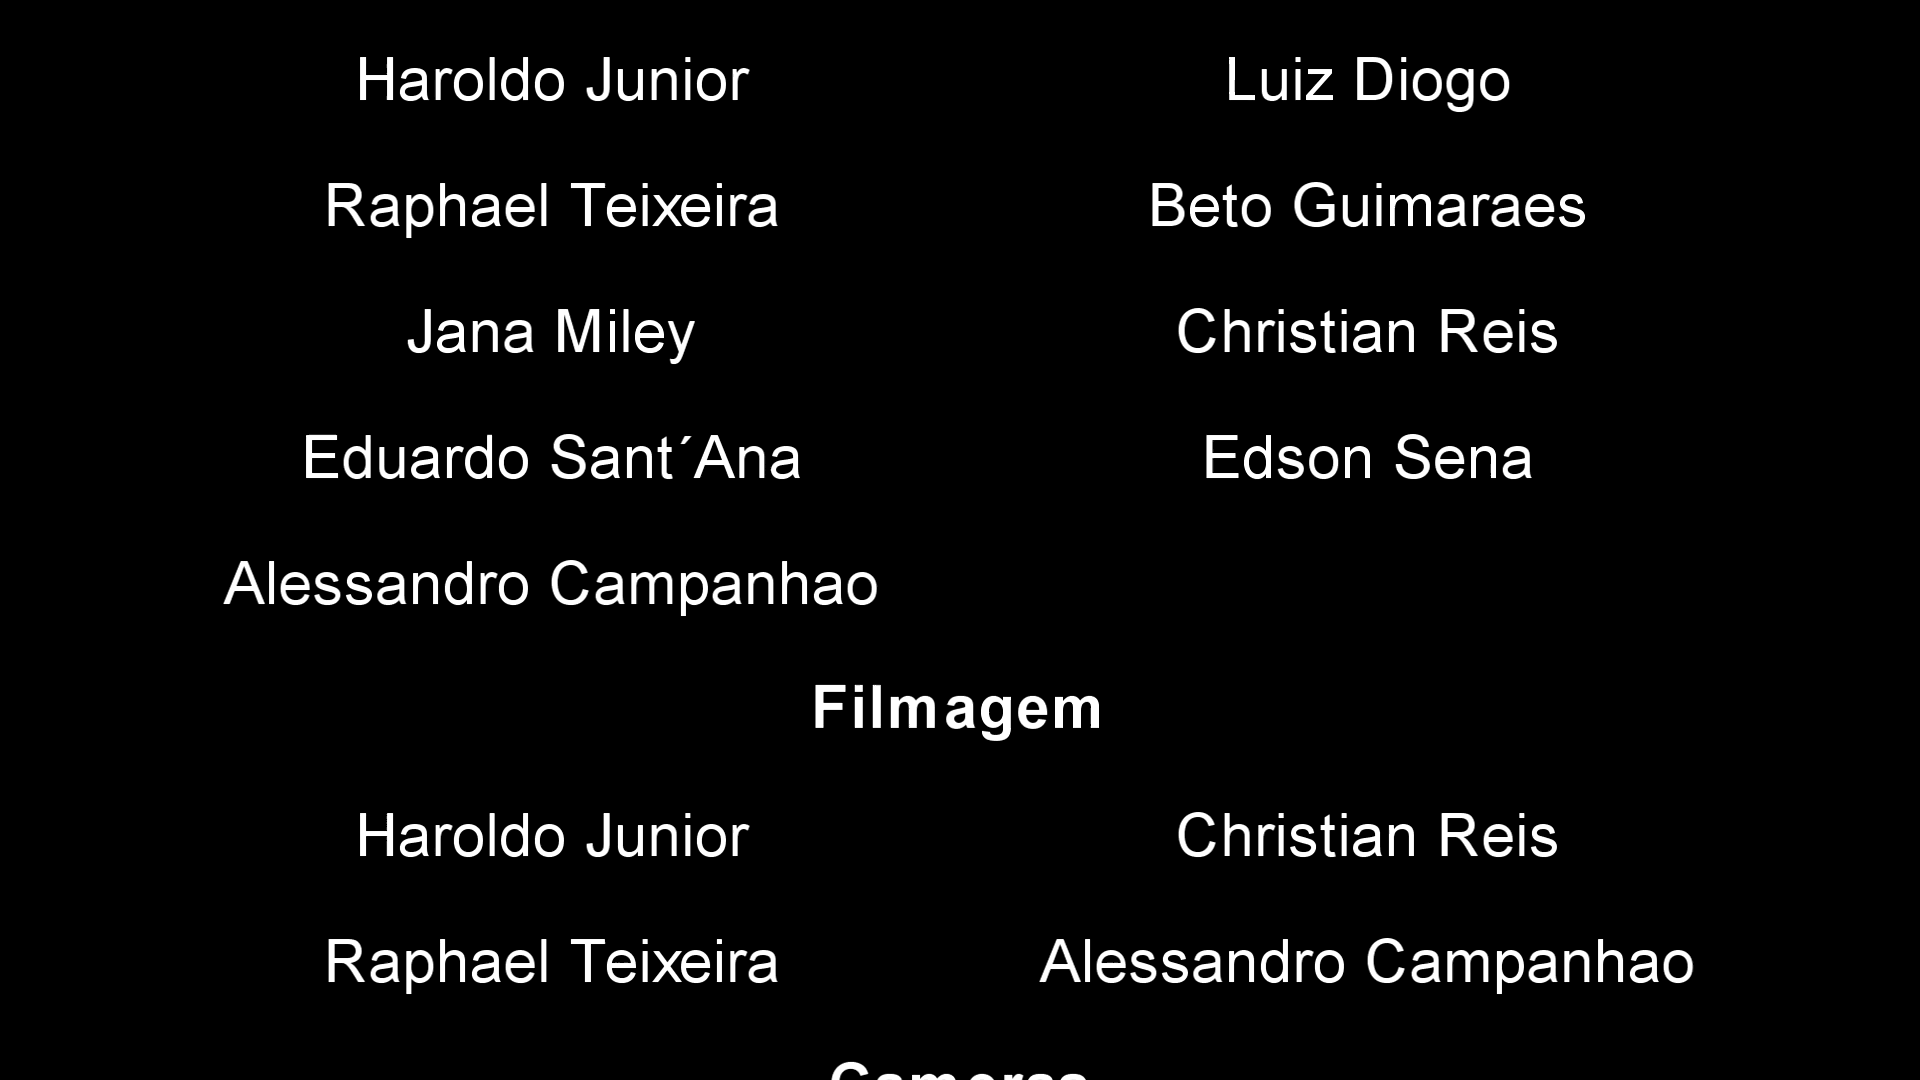 Haroldo Junior Luiz Diogo
Raphael Teixeira Beto Guimaraes
Jana Miley Christian Reis
Eduardo Sant´Ana Edson Sena
Alessandro Campanhao
Filmagem
Haroldo Junior Christian Reis
Raphael Teixeira Alessandro Campanhao
Cameras